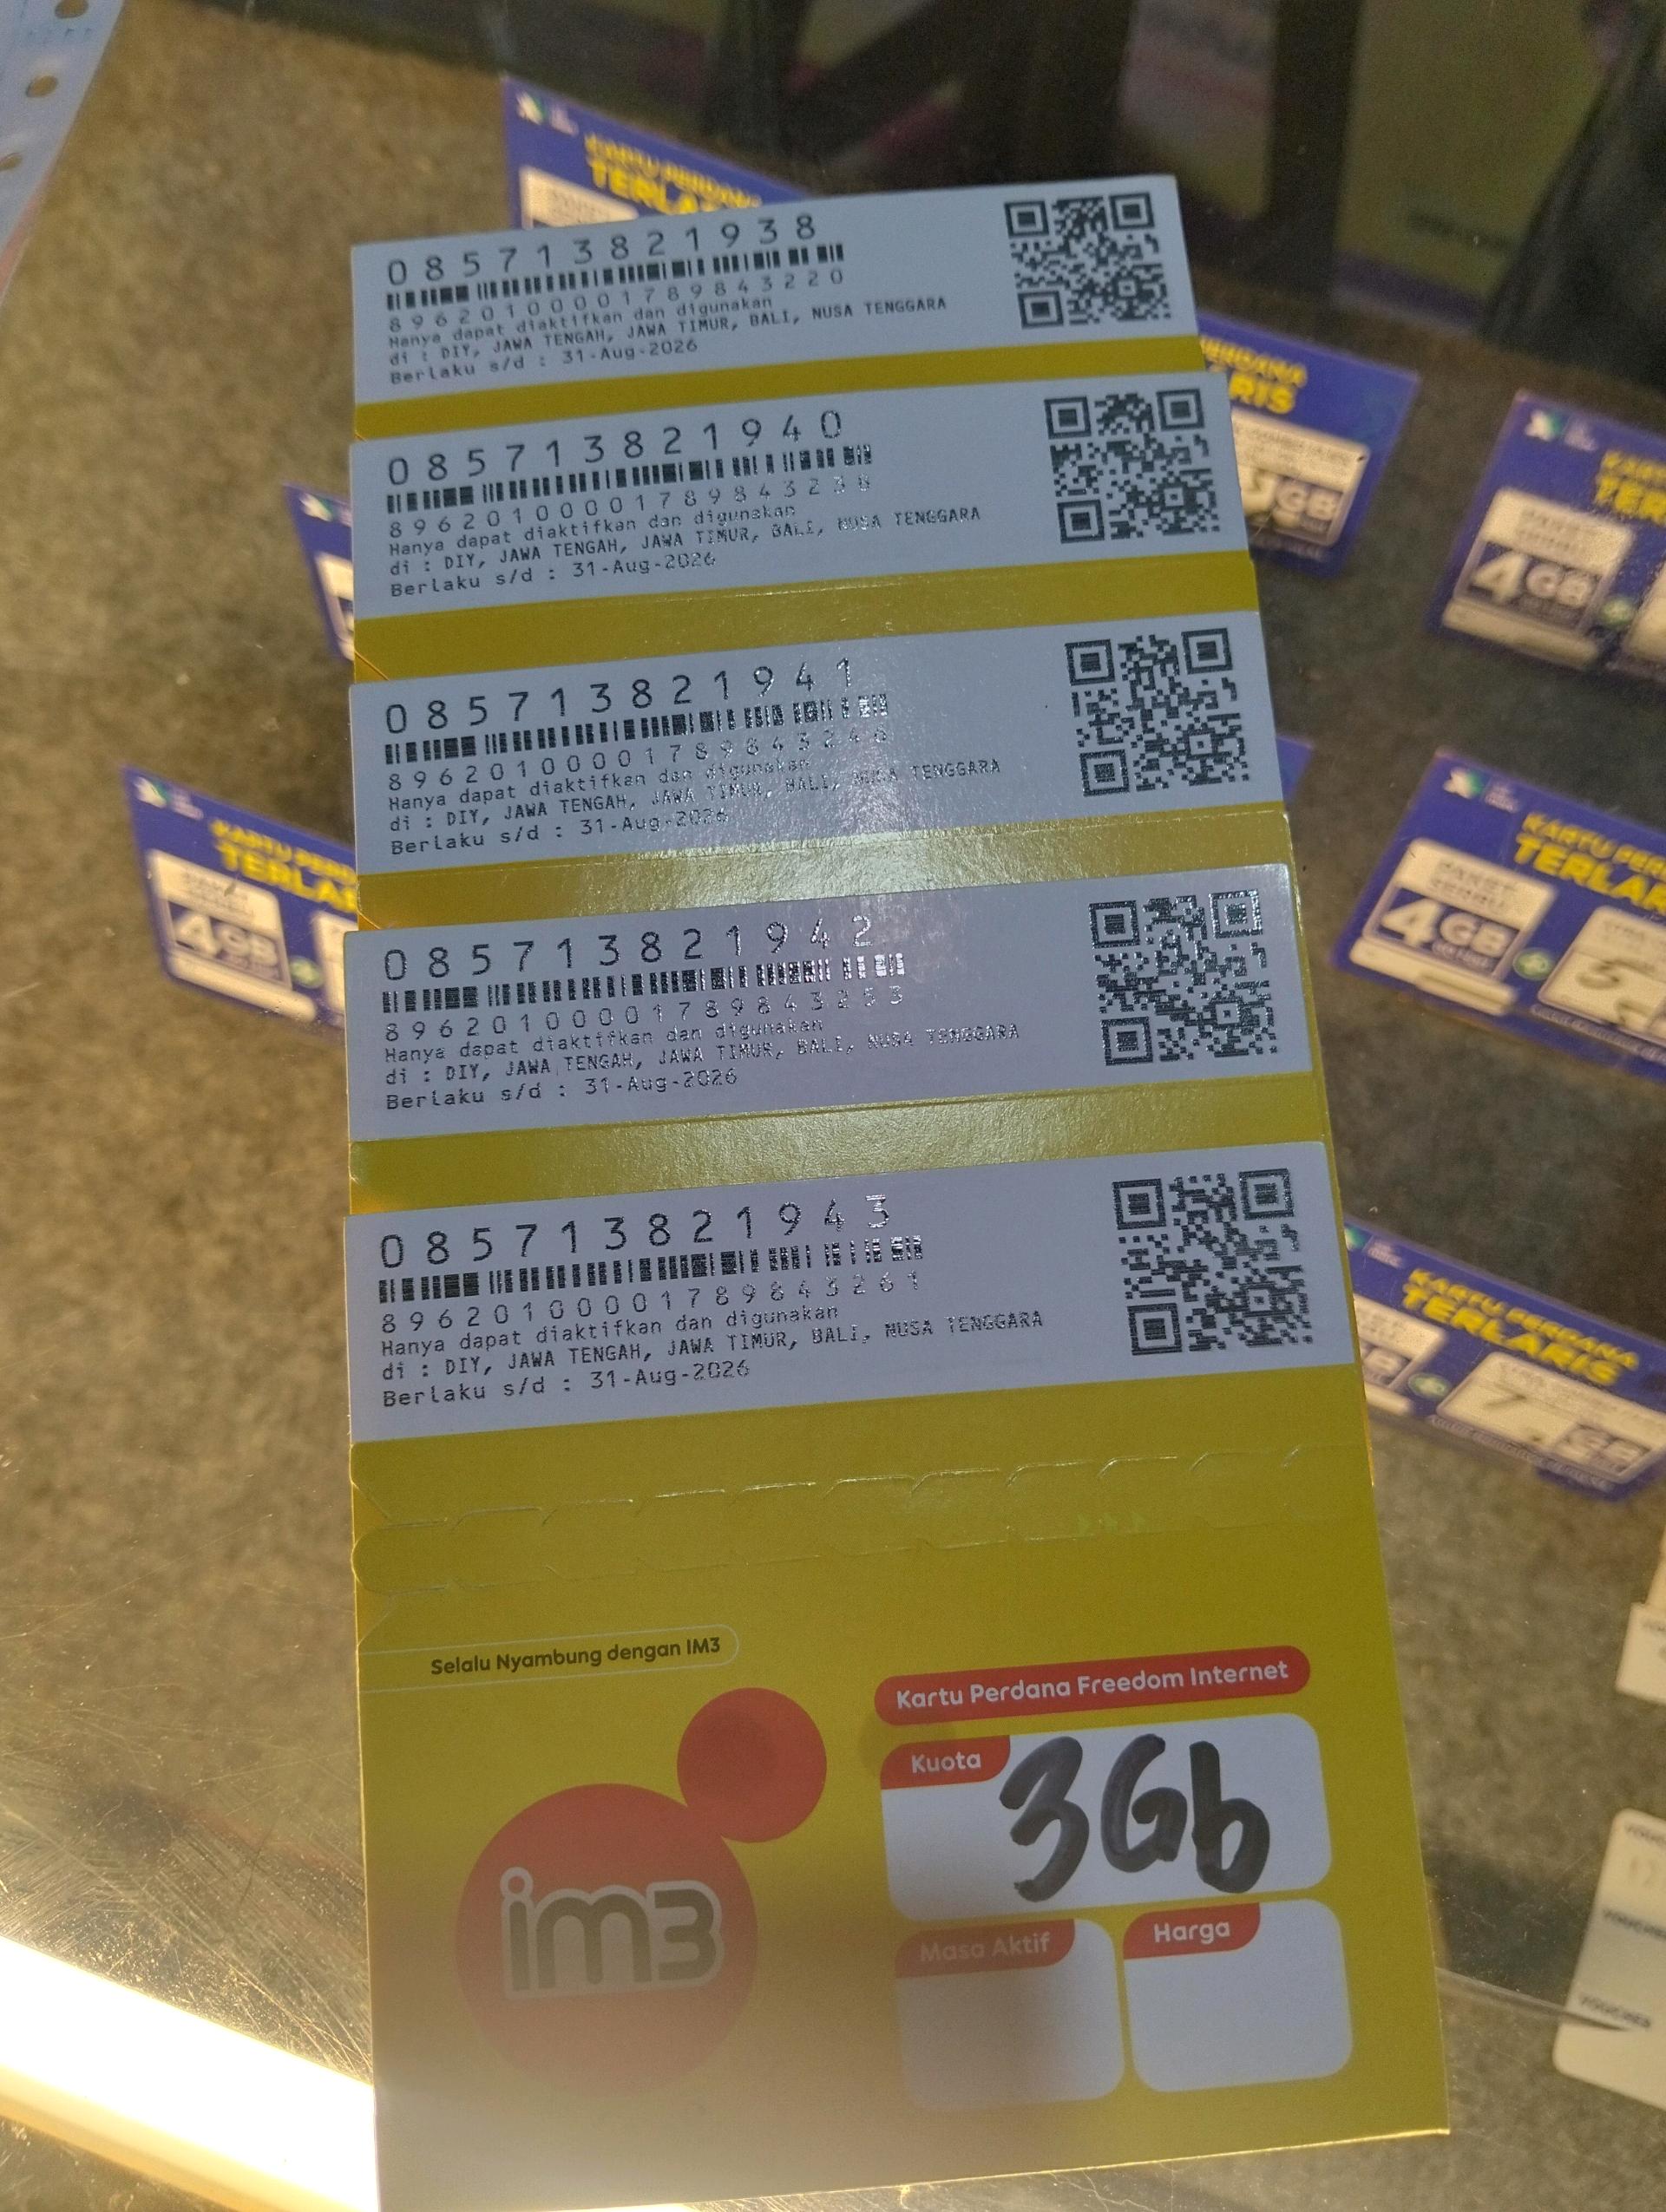 085713821938
8962010000178984 3220
Hanya dapat diaktifkan dan digunakan
di : DIY, JAWA TENGAH, JAWA TIMUR, BALI, NUSA TENGGARA
Berlaku s/d : 31-Aug-2026
085713821940
Hanya dapat diaktifkan dan digunakan
di : DIY, JAWA TENGAH, JAWA TIMUR, BALI, NUSA TENGGARA
Berlaku s/d : 31-Aug-2026
085713821941
Hanya dapat diaktifkan dan digunakan
di : DIY, JAWA TENGAH, JAWA TIMUR, BALI, NUSA TENGGARA
Berlaku s/d : 31-Aug-2026
085713821942
89620100001789843253
Hanya dapat diaktifkan dan digunakan
di : DIY, JAWA TENGAH, JAWA TIMUR, BALI, NUSA TENGGARA
Berlaku s/d : 31-Aug-2026
085713821943
89620100001789843261
Hanya dapat diaktifkan dan digunakan
di : DIY, JAWA TENGAH, JAWA TIMUR, BALI, NUSA TENGGARA
Berlaku s/d : 31-Aug-2026
Selalu Nyambung dengan IM3
Kartu Perdana Freedom Internet
Kuota
3Gb
im3
Masa Aktif
Harga
KARTU PERDANA
TERLARIS
4GB